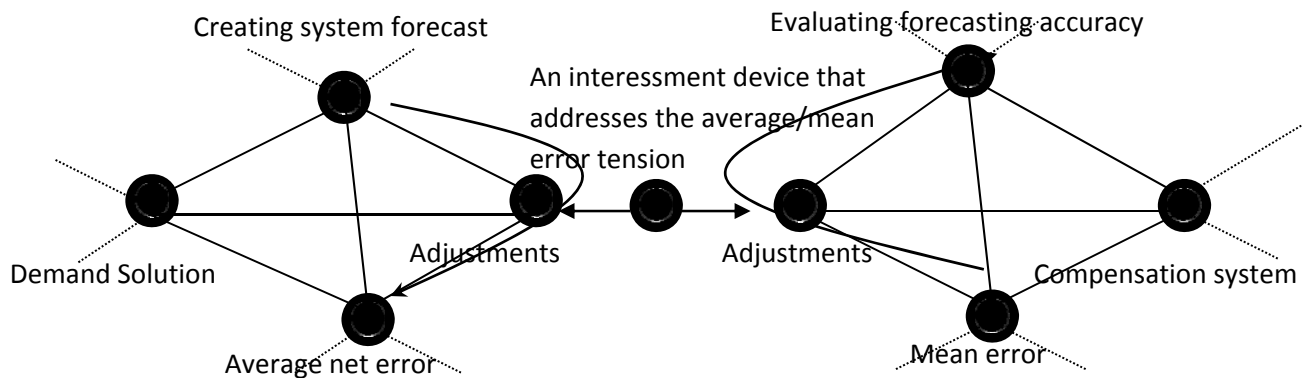 Creating system forecast
Evaluating forecasting accuracy
An interessment device that
addresses the average/mean
error tension
Adjustments
Adjustments
Demand Solution
Compensation system
Average net error
Mean error